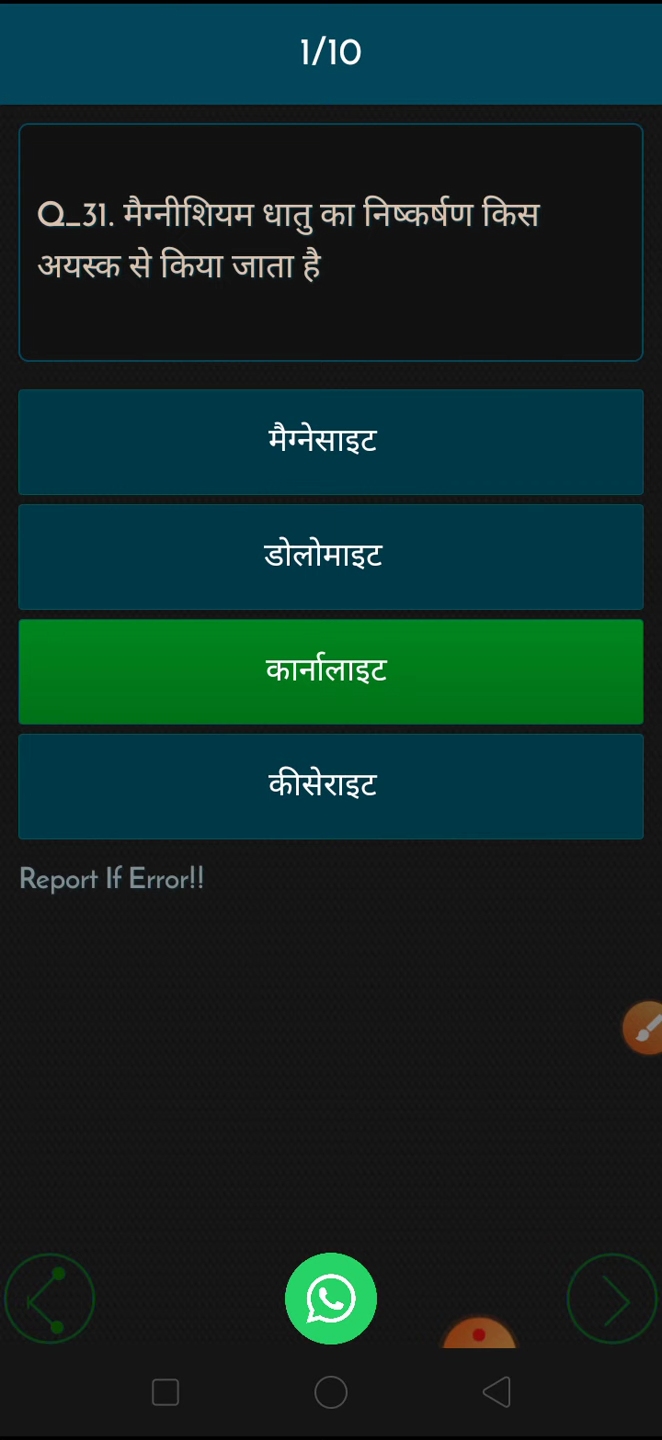 1/10
Q_31. मैग्नीशियम धातु का निष्कर्षण किस
अयस्क से किया जाता है
मैग्नेसाइट
डोलोमाइट
कार्नालाइट
कीसेराइट
Report If Error!!